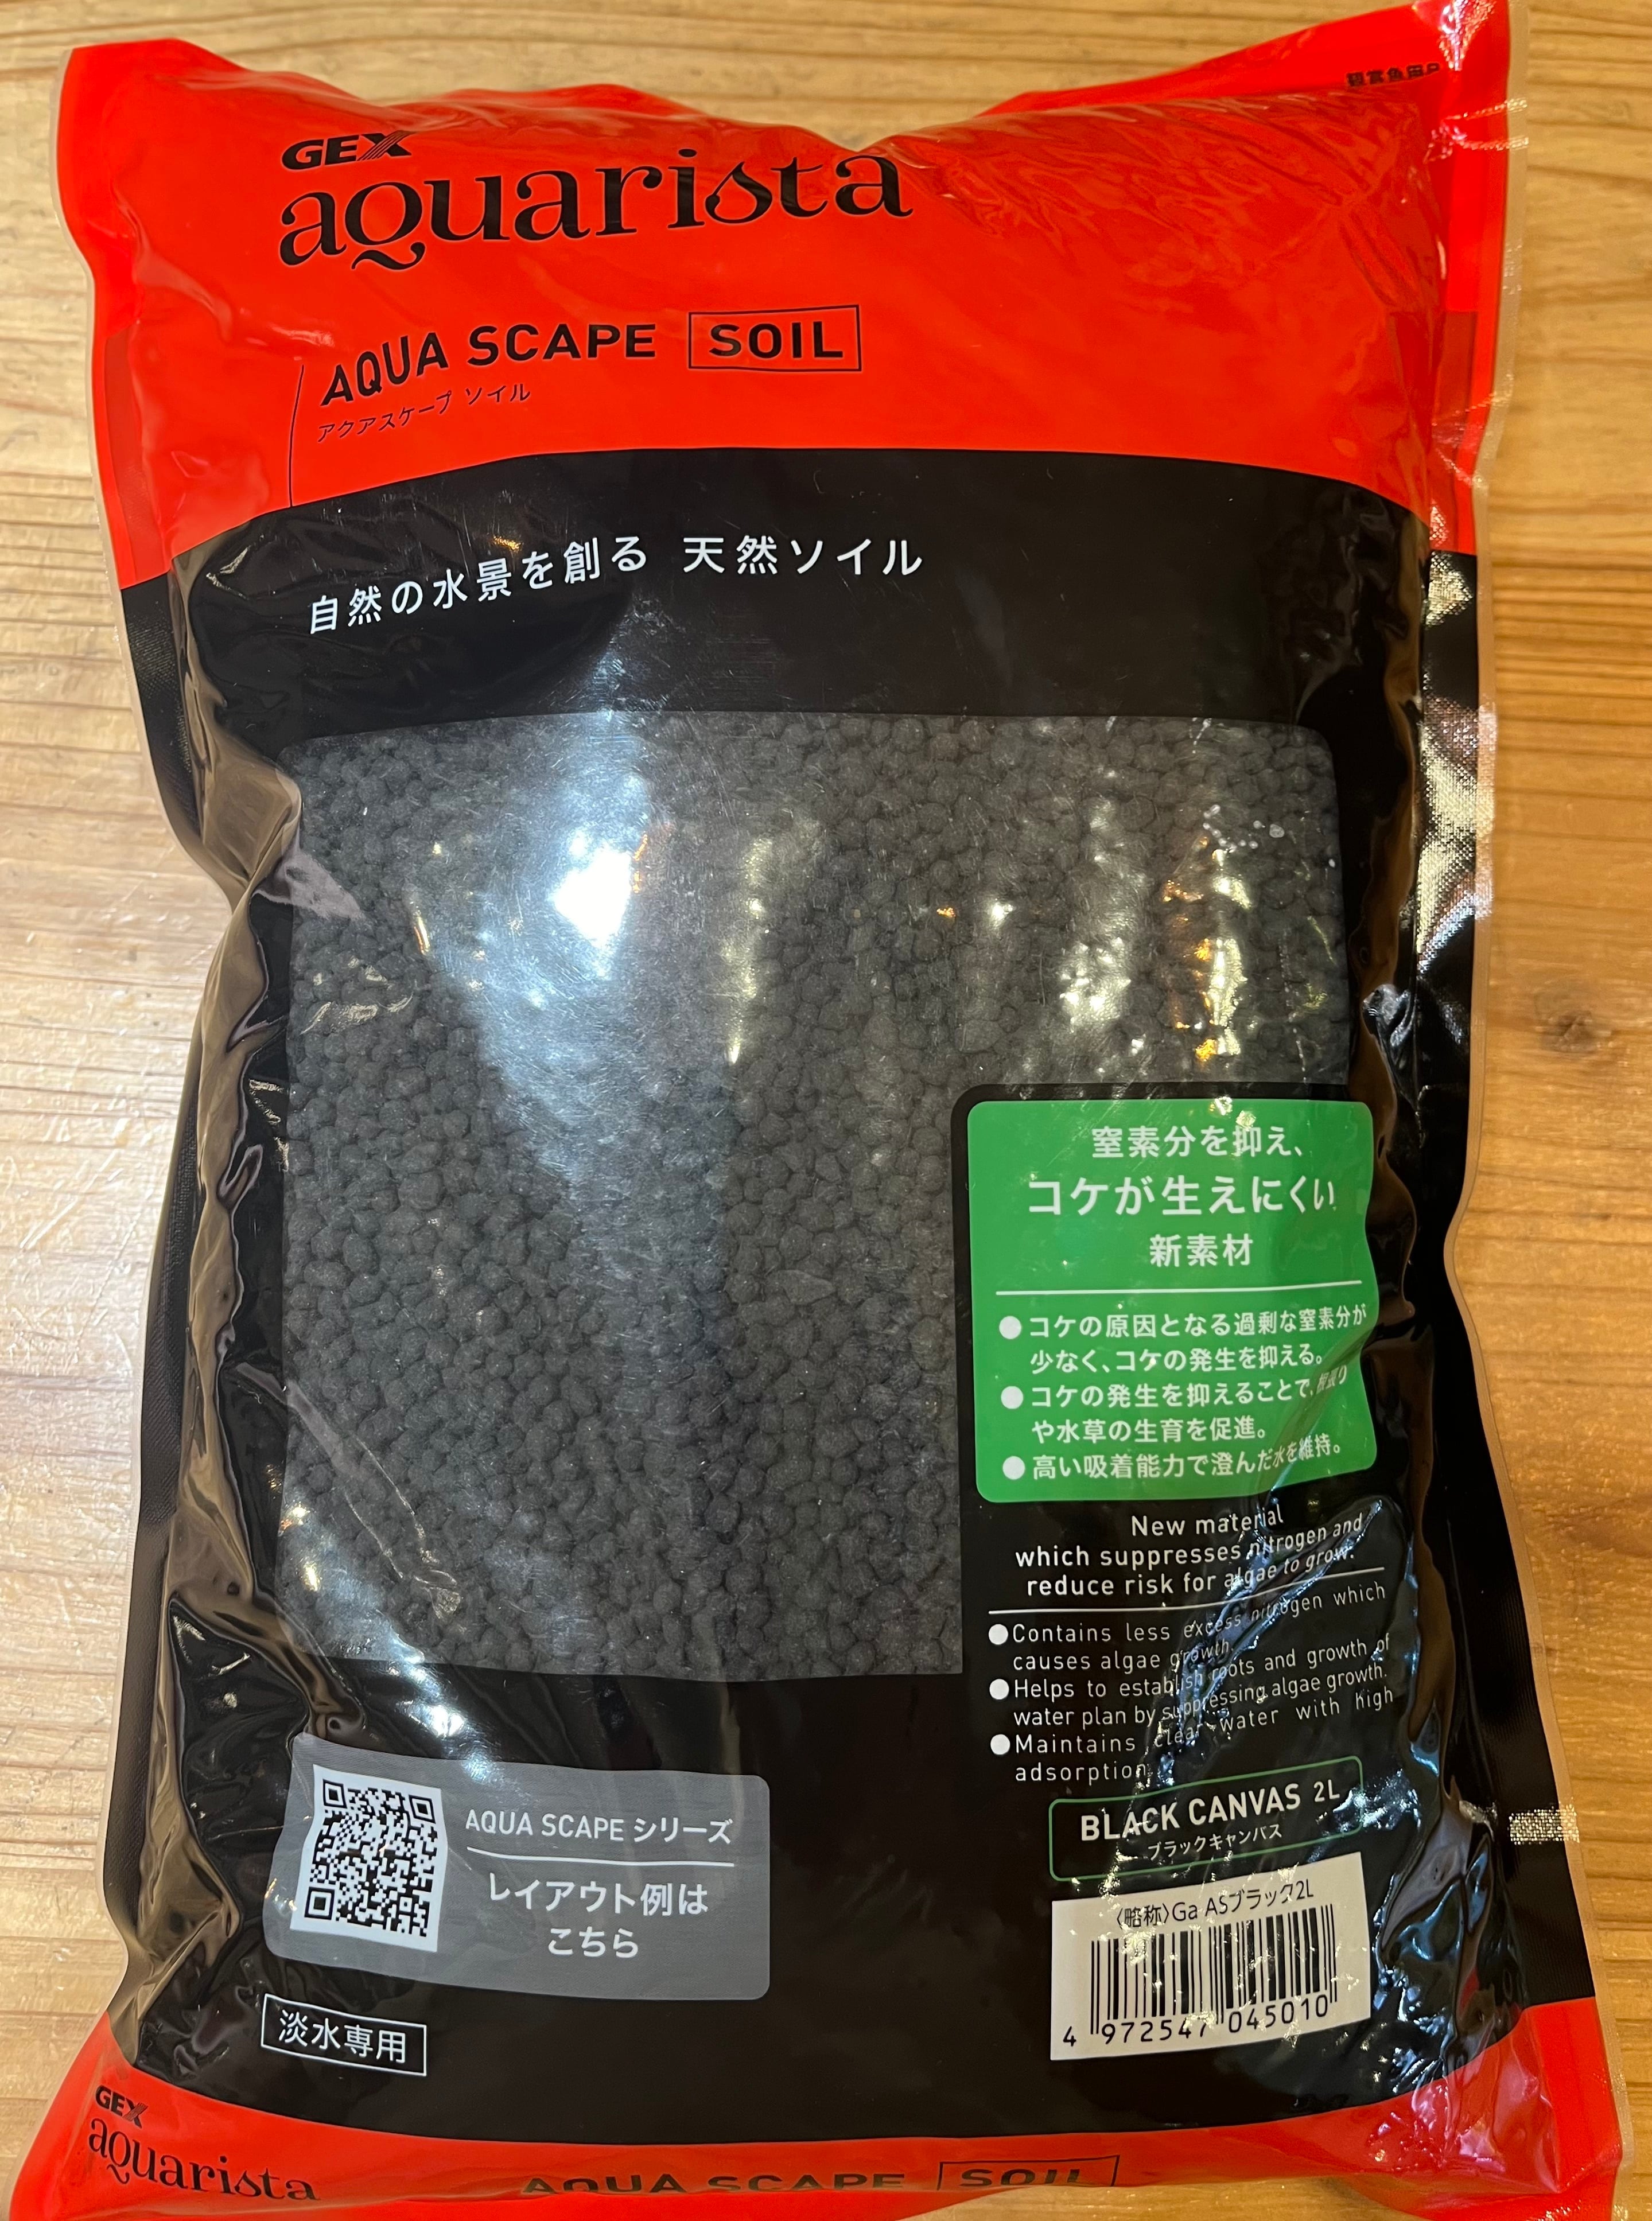 観賞魚用品
GEX
aquarista
AQUA SCAPE SOIL
アクアスケープ ソイル
自然の水景を創る 天然ソイル
窒素分を抑え、
コケが生えにくい
新素材
●コケの原因となる過剰な窒素分が
少なく、コケの発生を抑える。
●コケの発生を抑えることで、根張り
や水草の生育を促進。
●高い吸着能力で澄んだ水を維持。
New material
which suppresses nitrogen and
reduce risk for algae to grow.
●Contains less excess nitrogen which
causes algae growth.
●Helps to establish roots and growth of
water plan by suppressing algae growth.
●Maintains clear water with high
adsorption.
BLACK CANVAS 2L
ブラックキャンバス
〈略称〉Ga ASブラック2L
4 972547 045010
AQUA SCAPE シリーズ
レイアウト例は
こちら
淡水専用
GEX
aquarista
AQUA SCAPE SOIL